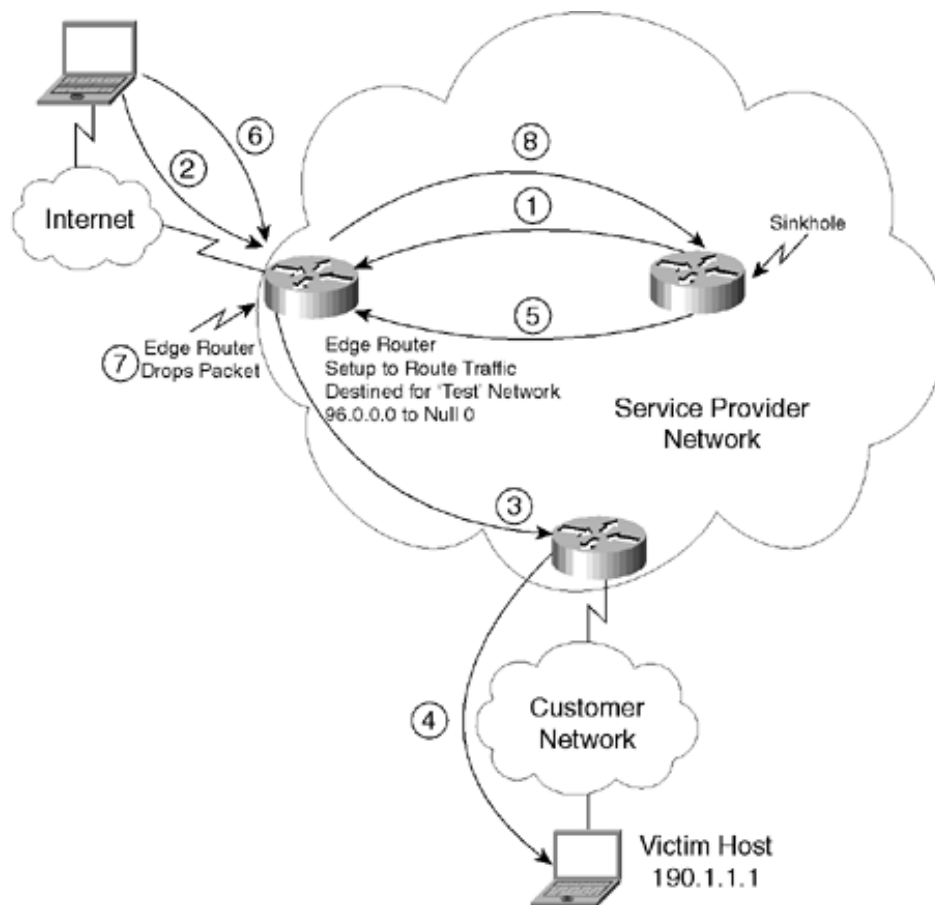 6
8
2
1
Internet
Sinkhole
5
7
Edge Router
Drops Packet
Edge Router
Setup to Route Traffic
Destined for 'Test' Network
96.0.0.0 to Null 0
Service Provider
Network
3
4
Customer
Network
Victim Host
190.1.1.1